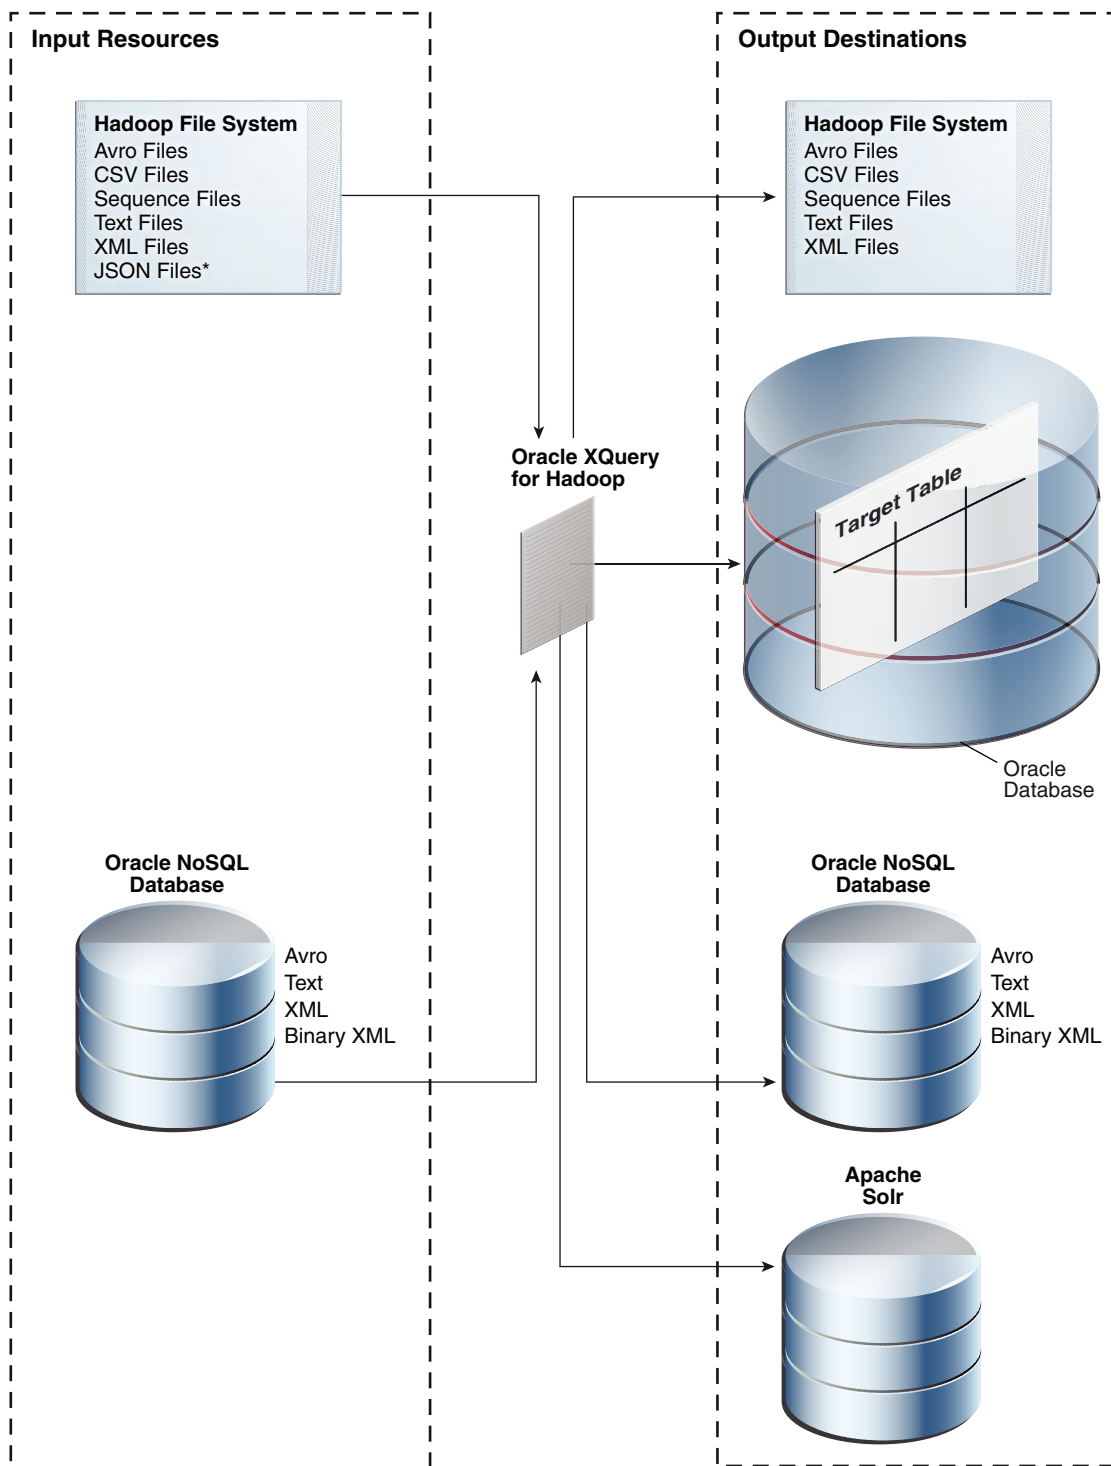 Input Resources
Hadoop File System
Avro Files
CSV Files
Sequence Files
Text Files
XML Files
JSON Files*
Oracle NoSQL
Database
Avro
Text
XML
Binary XML
Oracle XQuery
for Hadoop
Output Destinations
Hadoop File System
Avro Files
CSV Files
Sequence Files
Text Files
XML Files
Target Table
Oracle
Database
Oracle NoSQL
Database
Avro
Text
XML
Binary XML
Apache
Solr